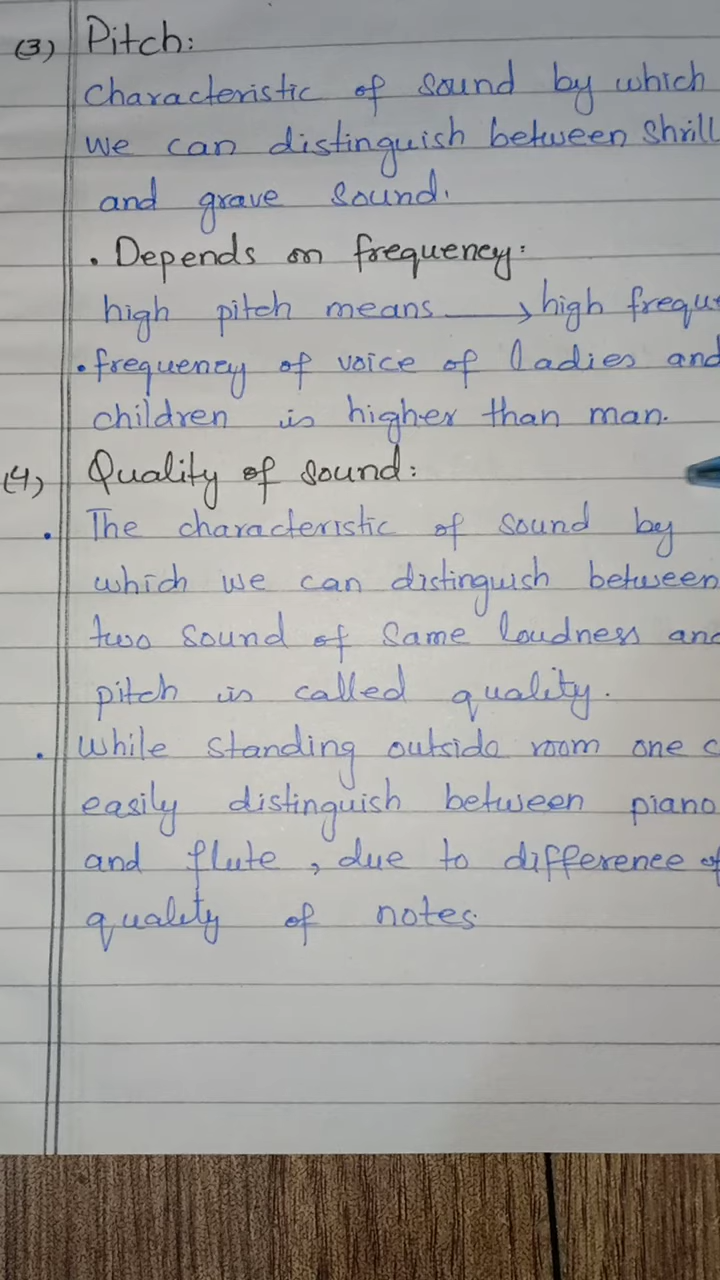 (3) Pitch:
Characteristic of sound by which
we can distinguish between shrill
and grave sound.
. Depends on frequency:
high pitch means → high frequ
. frequency of voice of ladies and
children is higher than man.
(4) Quality of sound:
. The characteristic of sound by
which we can distinguish between
two sound of same loudness and
pitch is called quality.
. While standing outside room one c
easily distinguish between piano
and flute, due to difference of
quality of notes